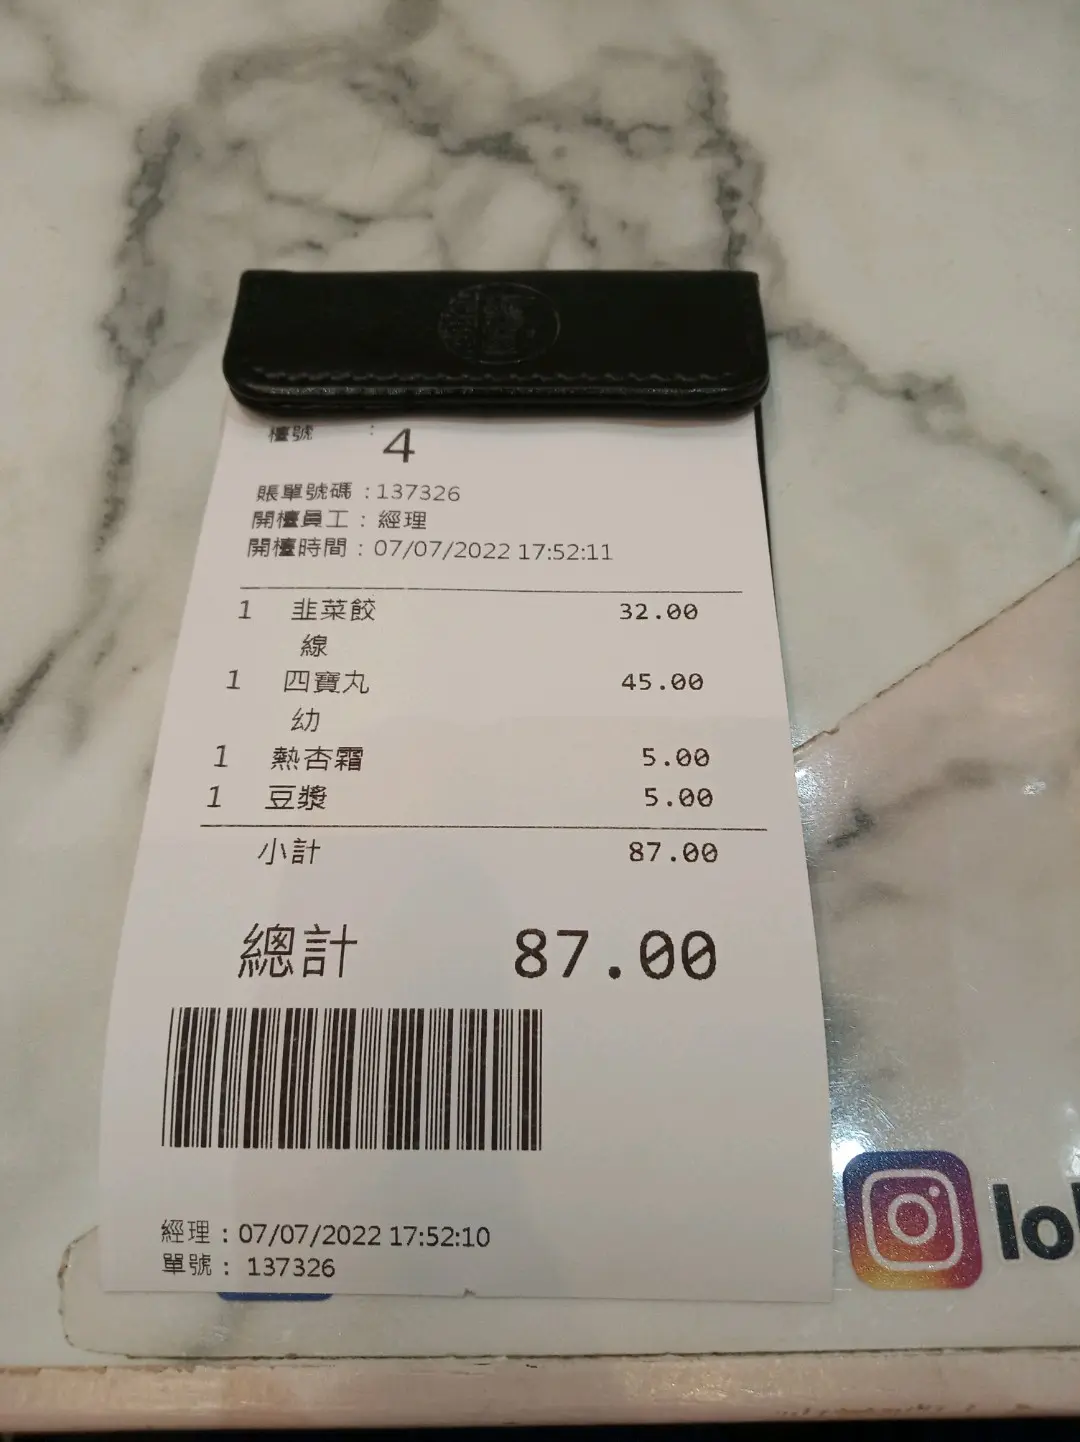 檯號 : 4
賬單號碼 : 137326
開檯員工 : 經理
開檯時間 : 07/07/2022 17:52:11
1 韭菜餃 32.00
線
1 四寶丸 45.00
幼
1 熱杏霜 5.00
1 豆漿 5.00
小計 87.00
總計 87.00
經理 : 07/07/2022 17:52:10
單號 : 137326
lo